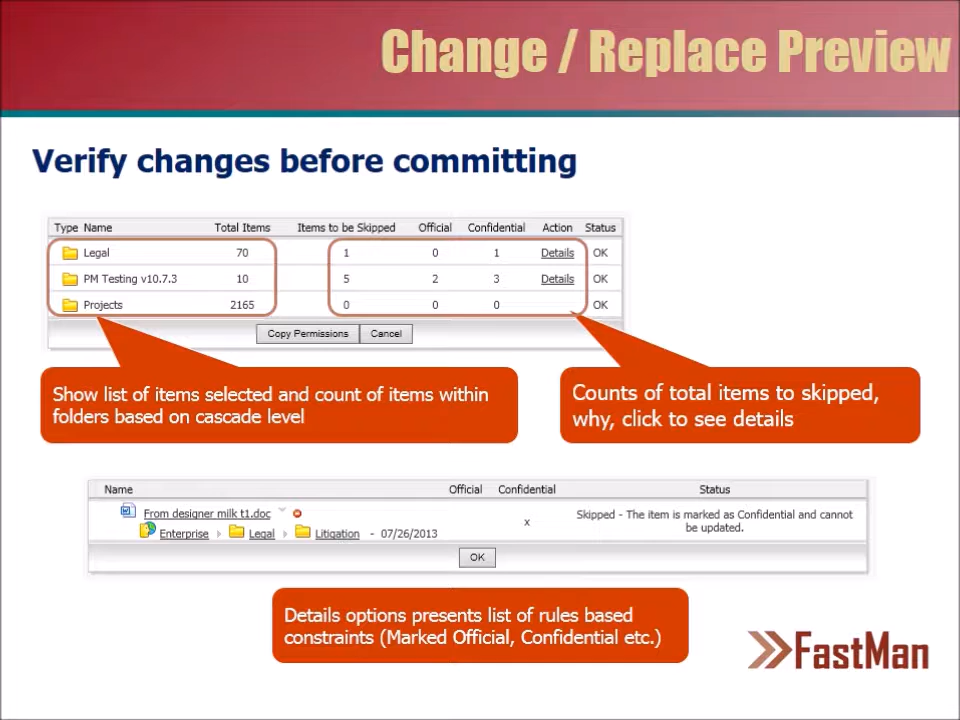 Change / Replace Preview
Verify changes before committing
Type Name Total Items Items to be Skipped Official Confidential Action Status
Legal 70 1 0 1 Details OK
PM Testing v10.7.3 10 5 2 3 Details OK
Projects 2165 0 0 0 OK
Copy Permissions Cancel
Show list of items selected and count of items within
folders based on cascade level
Counts of total items to skipped,
why, click to see details
Name Official Confidential Status
From designer milk t1.doc x Skipped - The item is marked as Confidential and cannot
be updated.
Enterprise Legal Litigation - 07/26/2013
OK
Details options presents list of rules based
constraints (Marked Official, Confidential etc.)
FastMan